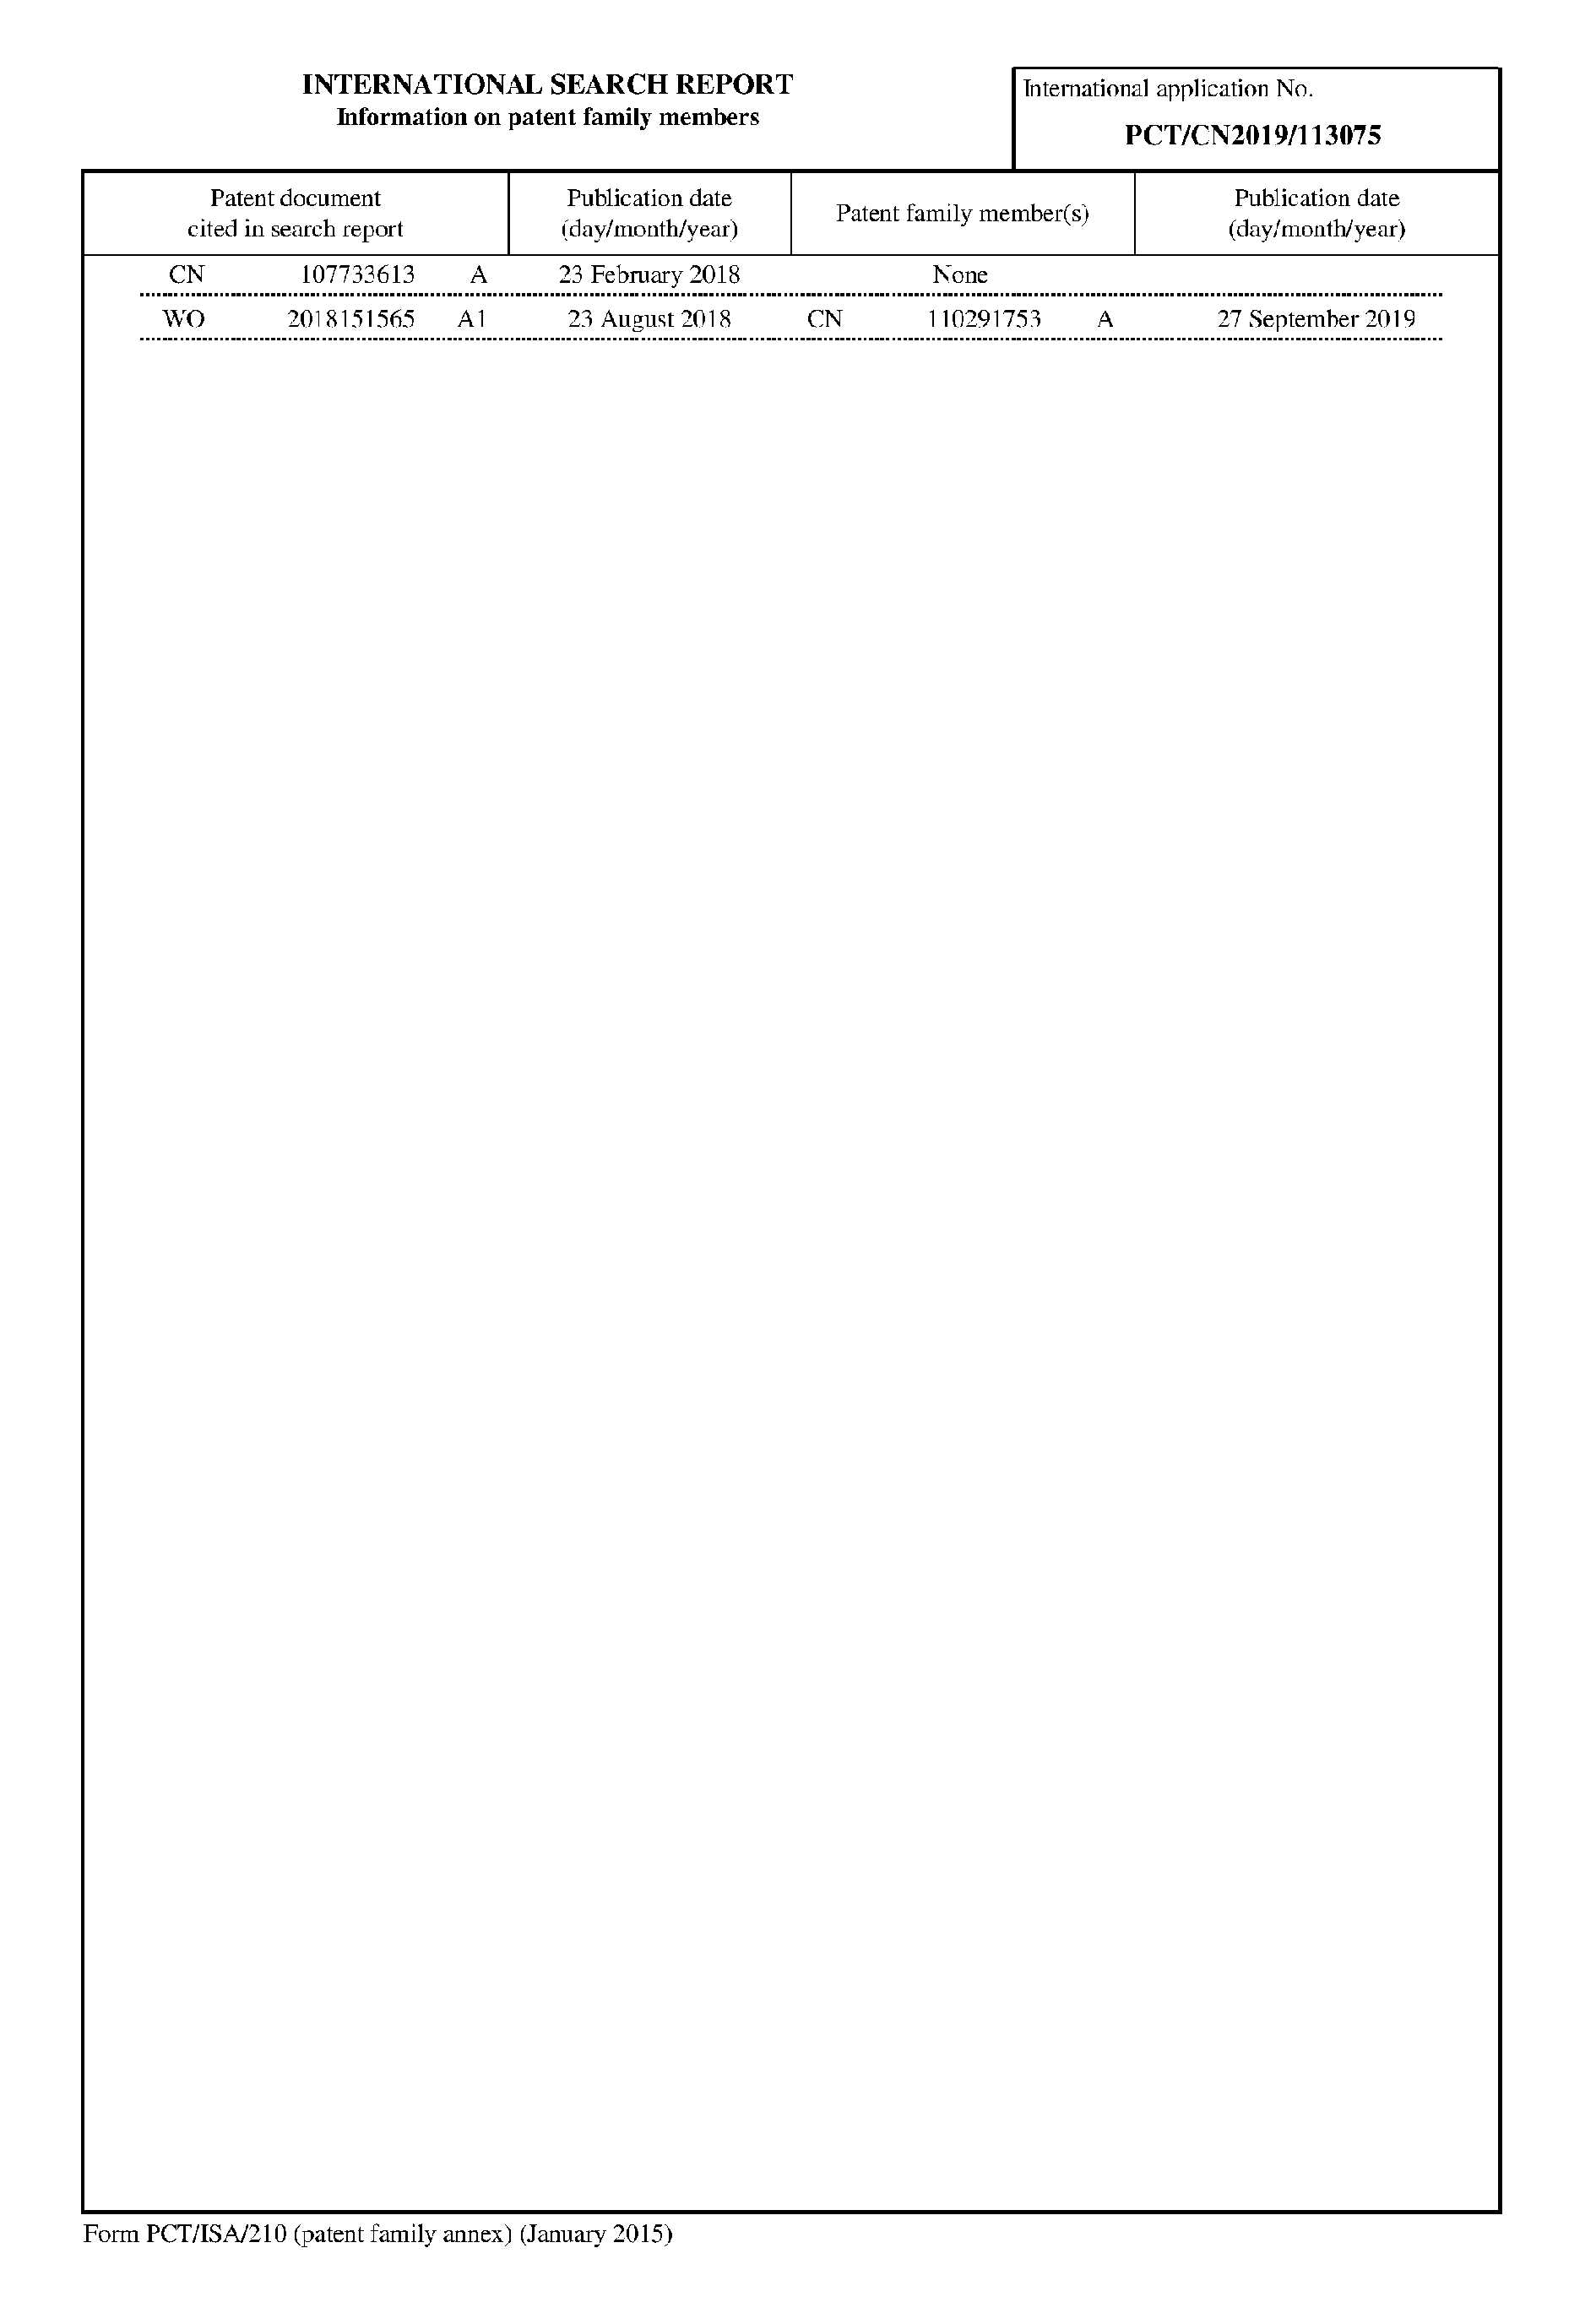 INTERNATIONAL SEARCH REPORT
Information on patent family members
International application No.
PCT/CN2019/113075
Patent document
cited in search report
Publication date
(day/month/year)
Patent family member(s)
Publication date
(day/month/year)
CN 107733613 A 23 February 2018 None
WO 2018151565 A1 23 August 2018 CN 110291753 A 27 September 2019
Form PCT/ISA/210 (patent family annex) (January 2015)